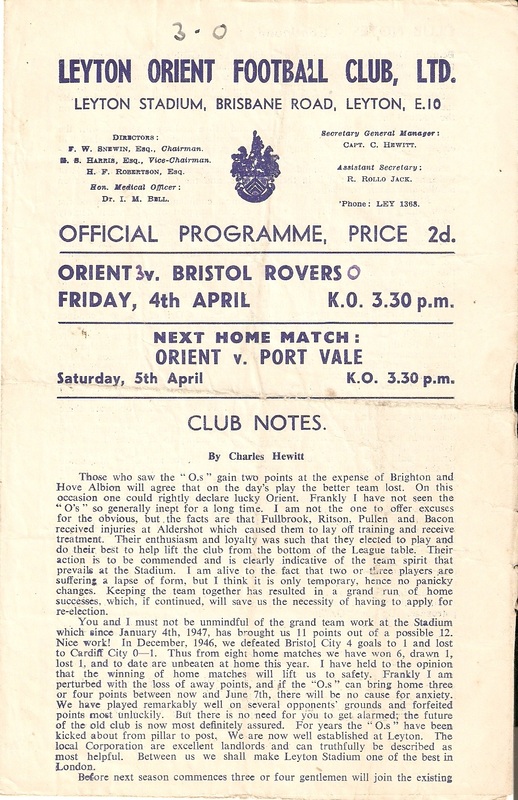 3 - 0
LEYTON ORIENT FOOTBALL CLUB, LTD.
LEYTON STADIUM, BRISBANE ROAD, LEYTON, E.10
DIRECTORS:
F. W. SNEWIN, Esq., Chairman.
S. HARRIS, Esq., Vice-Chairman.
H. F. ROBERTSON, Esq.
Hon. Medical Officer:
Dr. I. M. BELL.
Secretary General Manager:
CAPT. C. HEWITT.
Assistant Secretary:
R. ROLLO JACK.
'Phone: LEY 1368.
OFFICIAL PROGRAMME, PRICE 2d.
ORIENT 3 v. BRISTOL ROVERS 0
FRIDAY, 4th APRIL K.O. 3.30 p.m.
NEXT HOME MATCH:
ORIENT v. PORT VALE
Saturday, 5th April K.O. 3.30 p.m.
CLUB NOTES.
By Charles Hewitt
Those who saw the "O.s" gain two points at the expense of Brighton and
Hove Albion will agree that on the day's play the better team lost. On this
occasion one could rightly declare lucky Orient. Frankly I have not seen the
"O's" so generally inept for a long time. I am not the one to offer excuses
for the obvious, but the facts are that Fullbrook, Ritson, Pullen and Bacon
received injuries at Aldershot which caused them to lay off training and receive
treatment. Their enthusiasm and loyalty was such that they elected to play and
do their best to help lift the club from the bottom of the League table. Their
action is to be commended and is clearly indicative of the team spirit that
prevails at the Stadium. I am alive to the fact that two or three players are
suffering a lapse of form, but I think it is only temporary, hence no panicky
changes. Keeping the team together has resulted in a grand run of home
successes, which, if continued, will save us the necessity of having to apply for
re-election.
You and I must not be unmindful of the grand team work at the Stadium
which since January 4th, 1947, has brought us 11 points out of a possible 12.
Nice work! In December, 1946, we defeated Bristol City 4 goals to 1 and lost
to Cardiff City 0—1. Thus from eight home matches we have won 6, drawn 1,
lost 1, and to date are unbeaten at home this year. I have held to the opinion
that the winning of home matches will lift us to safety. Frankly I am
perturbed with the loss of away points, and if the "O.s" can bring home three
or four points between now and June 7th, there will be no cause for anxiety.
We have played remarkably well on several opponents' grounds and forfeited
points most unluckily. But there is no need for you to get alarmed; the future
of the old club is now most definitely assured. For years the "O.s" have been
kicked about from pillar to post. We are now well established at Leyton. The
local Corporation are excellent landlords and can truthfully be described as
most helpful. Between us we shall make Leyton Stadium one of the best in
London.
Before next season commences three or four gentlemen will join the existing